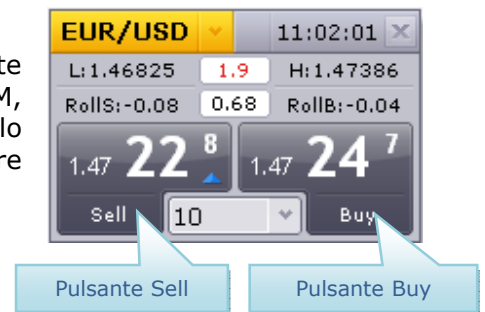 EUR/USD 11:02:01
L:1.46825 1.9 H:1.47386
RollS:-0.08 0.68 RollB:-0.04
1.47 22 8 1.47 24 7
Sell 10 Buy
Pulsante Sell Pulsante Buy